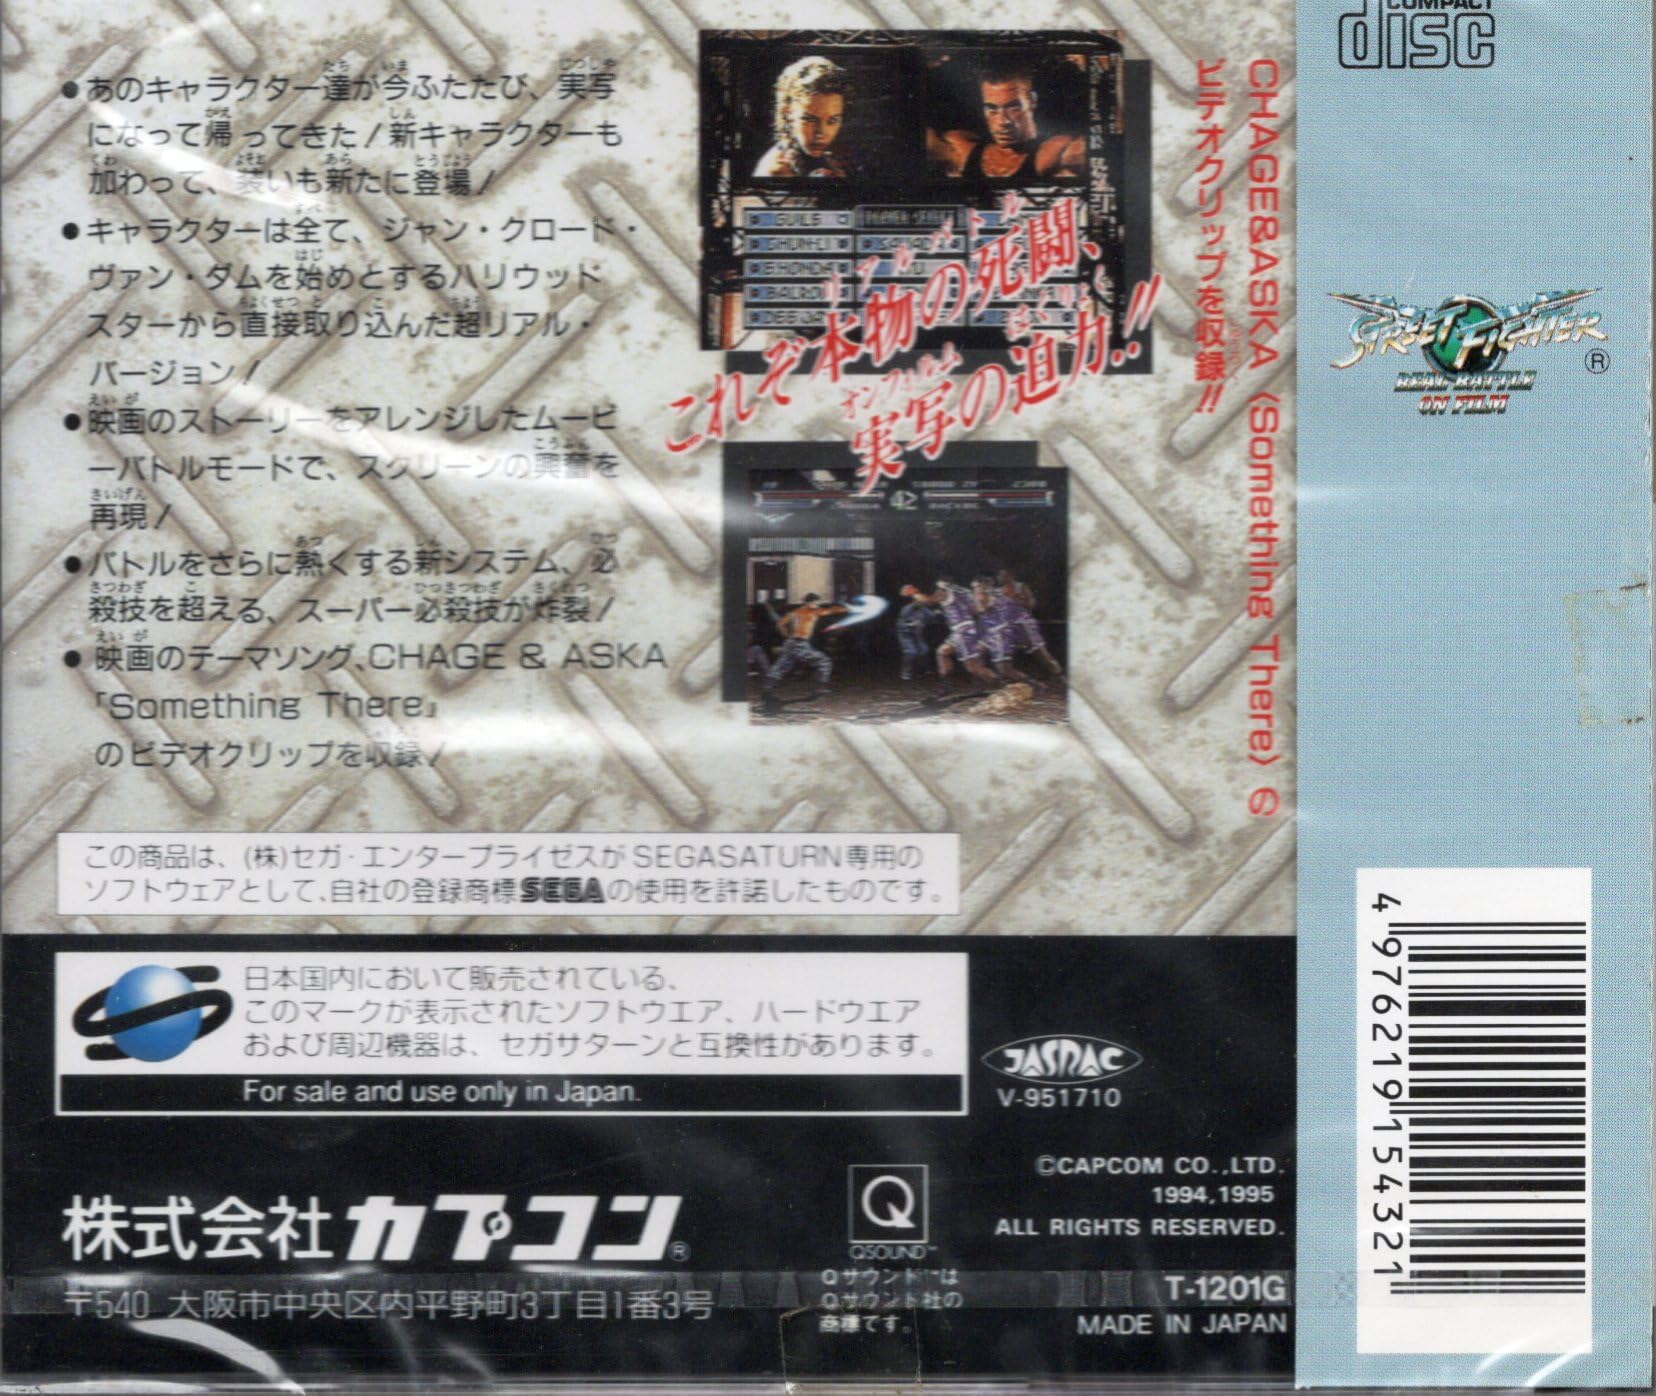 ●あのキャラクター達が今ふたたび、実写
になって帰ってきた!新キャラクターも
加わって、装いも新たに登場!
●キャラクターは全て、ジャン・クロード・
ヴァン・ダムを始めとするハリウッド
スターから直接取り込んだ超リアル・
バージョン!
●映画のストーリーをアレンジしたムービ
ーバトルモードで、スクリーンの興奮を
再現!
●バトルをさらに熱くする新システム、必
殺技を超える、スーパー必殺技が炸裂!
●映画のテーマソング、CHAGE & ASKA
「Something There」
のビデオクリップを収録!
これぞ本物の死闘、
実写の迫力!!
リアルバトル
オンフィルム
GUILE
CHUN-LI
E.HONDA
42
CHAGE&ASKA〈Something There〉の
ビデオクリップを収録!!
この商品は、(株)セガ・エンタープライゼスがSEGASATURN専用の
ソフトウェアとして、自社の登録商標SEGAの使用を許諾したものです。
日本国内において販売されている、
このマークが表示されたソフトウエア、ハードウエア
および周辺機器は、セガサターンと互換性があります。
For sale and use only in Japan.
JASRAC
V-951710
株式会社カプコン®
〒540 大阪市中央区内平野町3丁目1番3号
Q
QSOUND™
Qサウンド™は
Qサウンド社の
商標です。
©CAPCOM CO.,LTD.
1994,1995
ALL RIGHTS RESERVED.
T-1201G
MADE IN JAPAN
COMPACT
disc
STREET FIGHTER®
REAL BATTLE
ON FILM
4976219154321